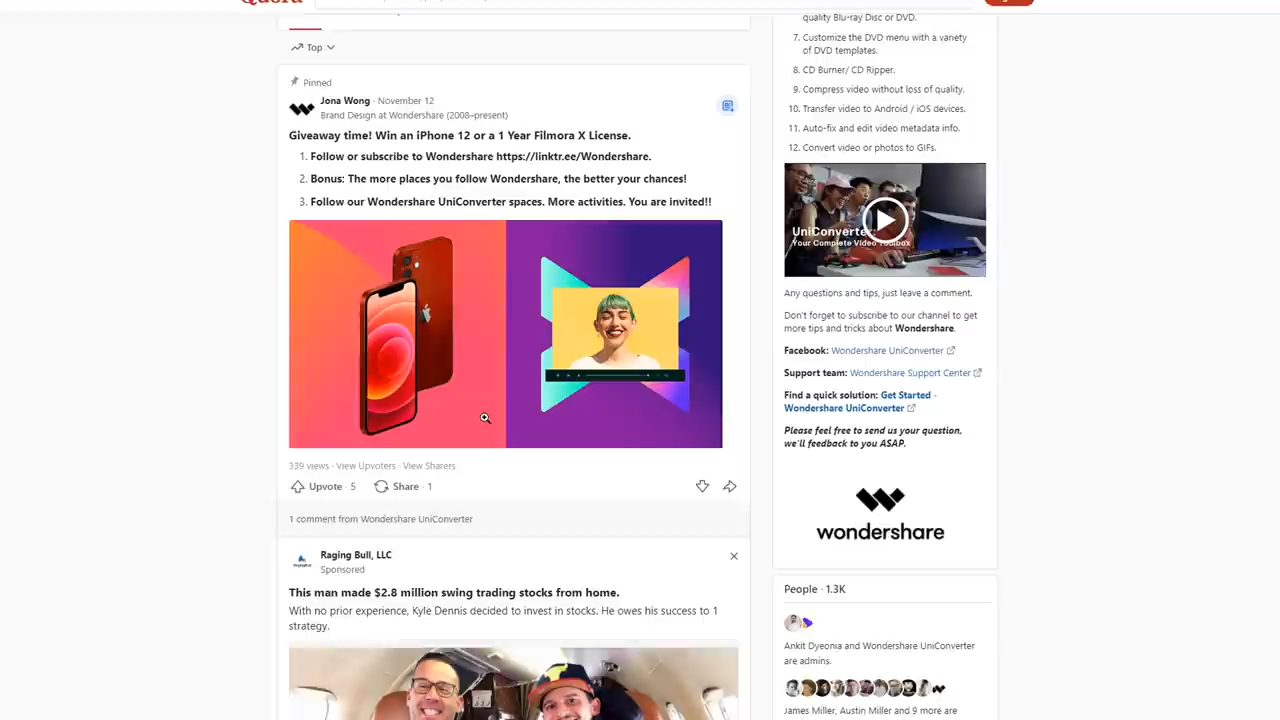 Quora
Top
Pinned
Jona Wong · November 12
Brand Design at Wondershare (2008–present)
Giveaway time! Win an iPhone 12 or a 1 Year Filmora X License.
1. Follow or subscribe to Wondershare https://linktr.ee/Wondershare.
2. Bonus: The more places you follow Wondershare, the better your chances!
3. Follow our Wondershare UniConverter spaces. More activities. You are invited!!
339 views · View Upvoters · View Sharers
Upvote · 5
Share · 1
1 comment from Wondershare UniConverter
Raging Bull, LLC
Sponsored
This man made $2.8 million swing trading stocks from home.
With no prior experience, Kyle Dennis decided to invest in stocks. He owes his success to 1
strategy.
quality Blu-ray Disc or DVD.
7. Customize the DVD menu with a variety
of DVD templates.
8. CD Burner/ CD Ripper.
9. Compress video without loss of quality.
10. Transfer video to Android / iOS devices.
11. Auto-fix and edit video metadata info.
12. Convert video or photos to GIFs.
UniConverter:
Your Complete Video Toolbox
Any questions and tips, just leave a comment.
Don't forget to subscribe to our channel to get
more tips and tricks about Wondershare.
Facebook: Wondershare UniConverter
Support team: Wondershare Support Center
Find a quick solution: Get Started -
Wondershare UniConverter
Please feel free to send us your question,
we'll feedback to you ASAP.
wondershare
People · 1.3K
Ankit Dyeonia and Wondershare UniConverter
are admins.
James Miller, Austin Miller and 9 more are